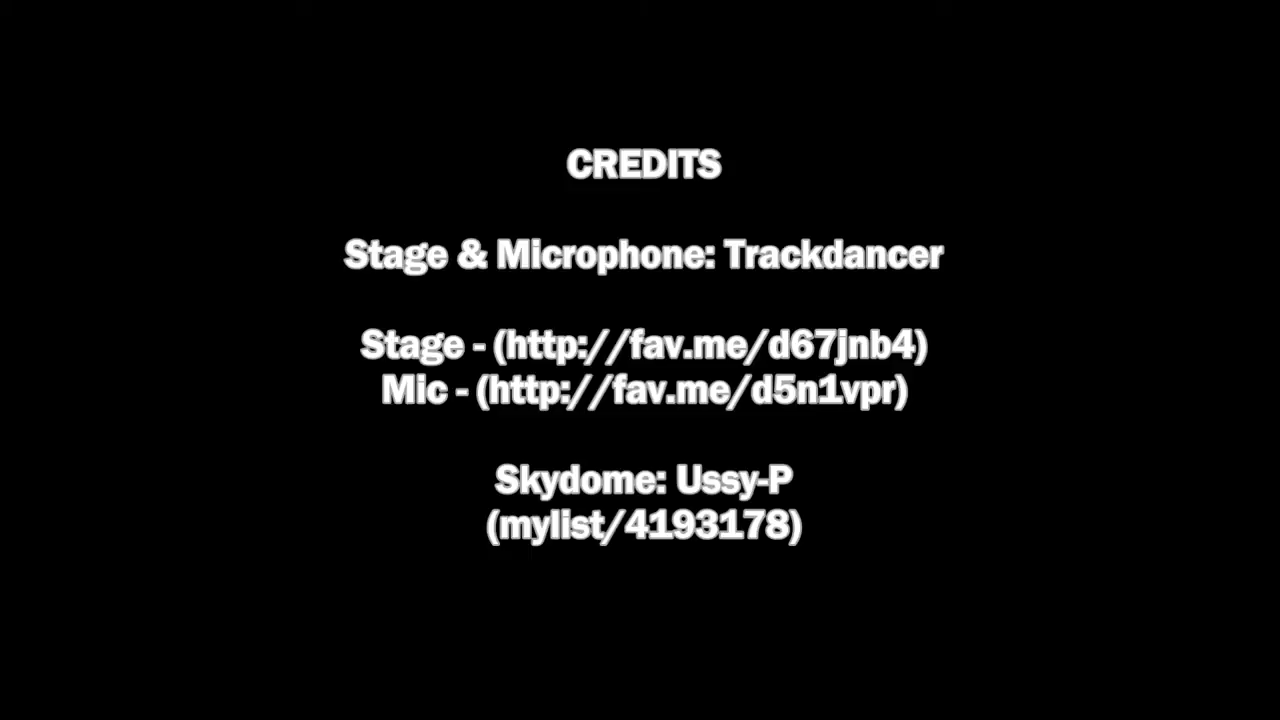 CREDITS
Stage & Microphone: Trackdancer
Stage - (http://fav.me/d67jnb4)
Mic - (http://fav.me/d5n1vpr)
Skydome: Ussy-P
(mylist/4193178)